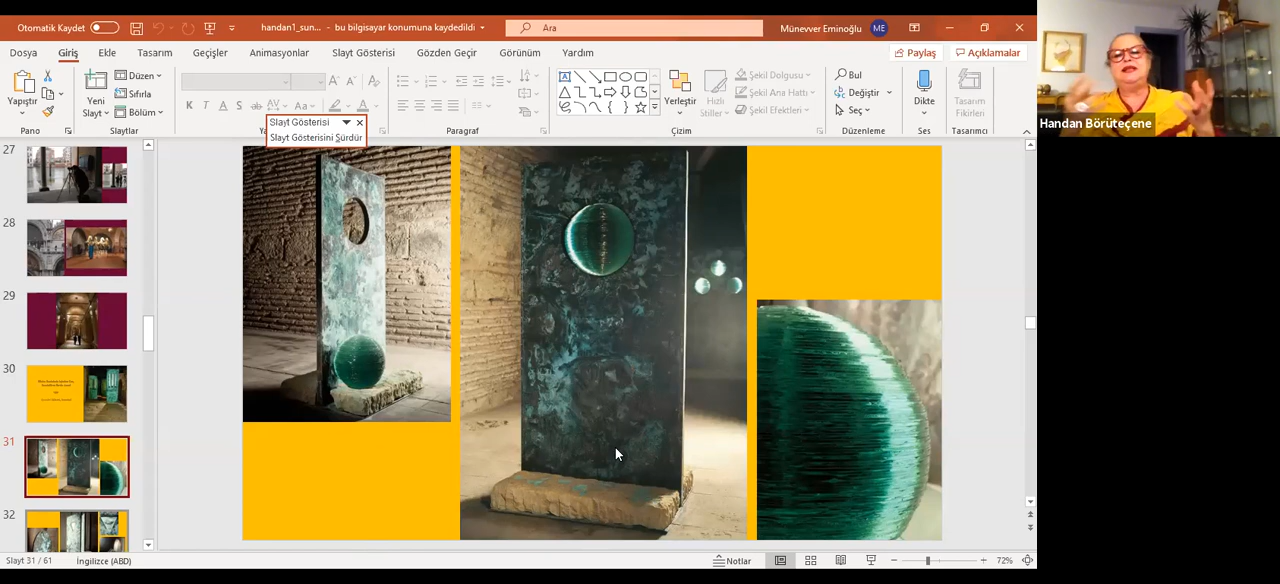 Otomatik Kaydet
handan1_sun... - bu bilgisayar konumuna kaydedildi
Ara
Münevver Eminoğlu
ME
Dosya Giriş Ekle Tasarım Geçişler Animasyonlar Slayt Gösterisi Gözden Geçir Görünüm Yardım
Paylaş
Açıklamalar
Yapıştır
Pano
Yeni
Slayt
Düzen
Sıfırla
Bölüm
Slaytlar
K T A S ab AV Aa A
Paragraf
Yerleştir
Hızlı
Stiller
Şekil Dolgusu
Şekil Ana Hattı
Şekil Efektleri
Çizim
Bul
Değiştir
Seç
Düzenleme
Dikte
Ses
Tasarım
Fikirleri
Tasarımcı
Slayt Gösterisi
Slayt Gösterisini Sürdür
Handan Börüteçene
27
28
29
30
31
32
Slayt 31 / 61
İngilizce (ABD)
Notlar
72%